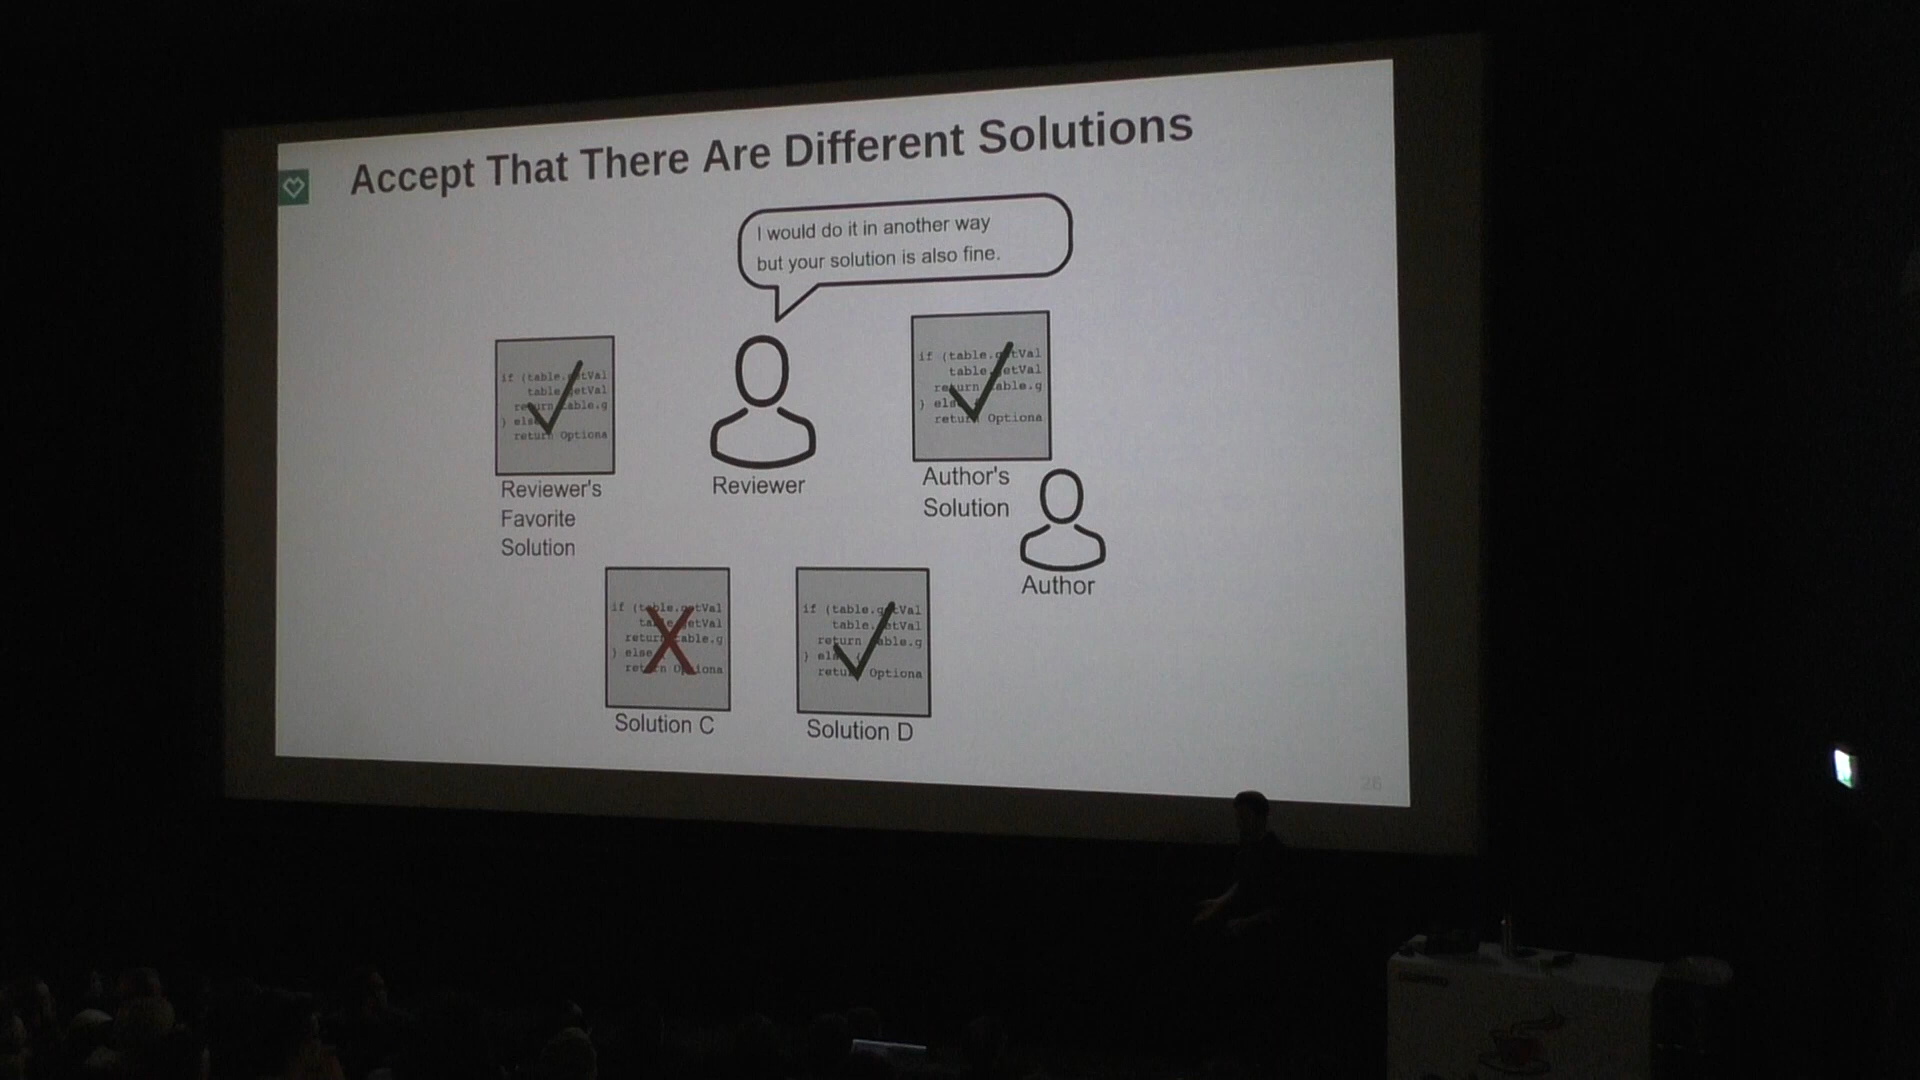 Accept That There Are Different Solutions
I would do it in another way
but your solution is also fine.
if (table.getVal
table.getVal
return table.g
} else
return Optiona
Reviewer's
Favorite
Solution
Reviewer
if (table.getVal
table.getVal
return table.g
} else {
return Optiona
Author's
Solution
Author
if (table.getVal
table.getVal
return table.g
} else {
return Optiona
Solution C
if (table.getVal
table.getVal
return table.g
} else {
return Optiona
Solution D
26